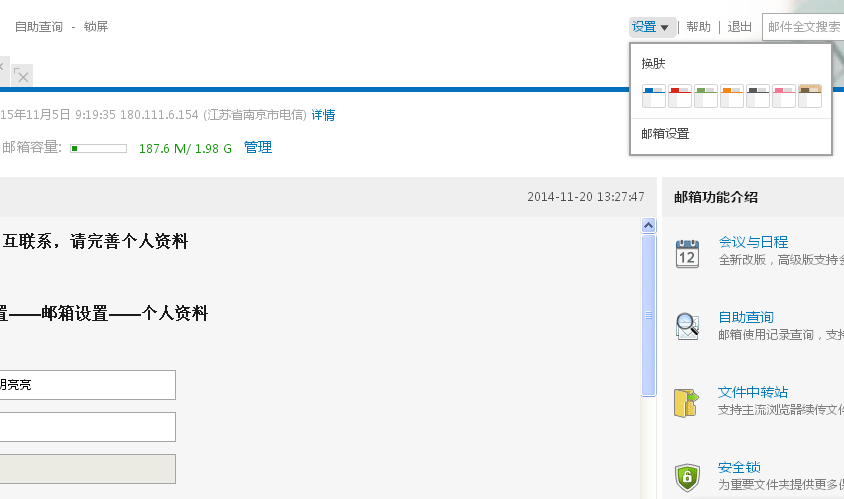 自助查询 - 锁屏
设置 | 帮助 | 退出 邮件全文搜索
换肤
邮箱设置
15年11月5日 9:19:35 180.111.6.154 (江苏省南京市电信) 详情
邮箱容量: 187.6 M/ 1.98 G 管理
2014-11-20 13:27:47
互联系，请完善个人资料
置——邮箱设置——个人资料
明亮亮
邮箱功能介绍
12
会议与日程
全新改版，高级版支持会
自助查询
邮箱使用记录查询，支持
文件中转站
支持主流浏览器续传文件
安全锁
为重要文件夹提供更多保